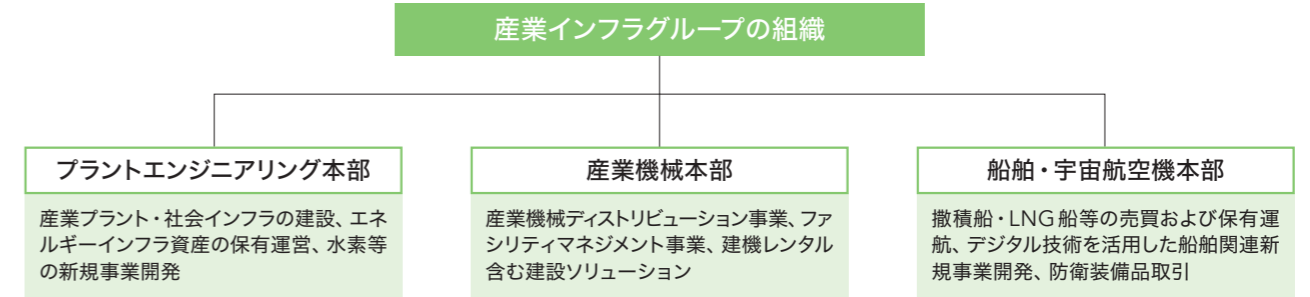 産業インフラグループの組織
プラントエンジニアリング本部
産業プラント・社会インフラの建設、エネ
ルギーインフラ資産の保有運営、水素等
の新規事業開発
産業機械本部
産業機械ディストリビューション事業、ファ
シリティマネジメント事業、建機レンタル
含む建設ソリューション
船舶・宇宙航空機本部
撒積船・LNG船等の売買および保有運
航、デジタル技術を活用した船舶関連新
規事業開発、防衛装備品取引